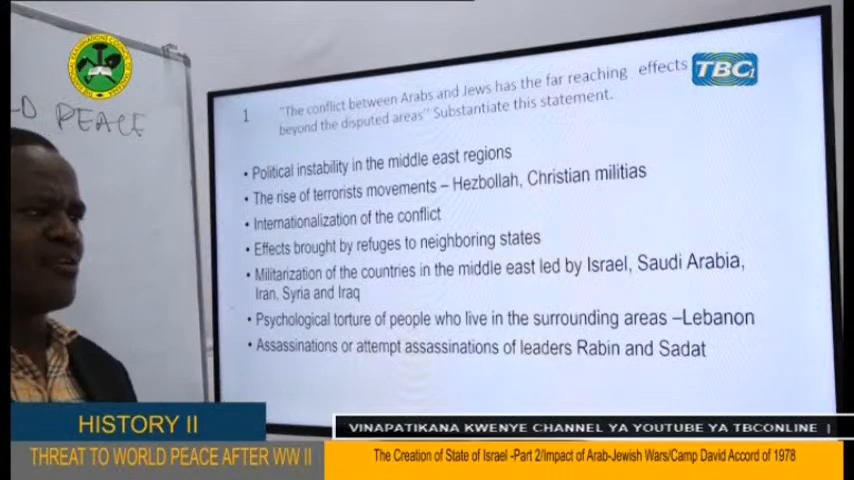 EXAMINATIONS COUNCIL
D PEACE
TBC1
1 "The conflict between Arabs and Jews has the far reaching effects
beyond the disputed areas" Substantiate this statement.
• Political instability in the middle east regions
• The rise of terrorists movements – Hezbollah, Christian militias
• Internationalization of the conflict
• Effects brought by refuges to neighboring states
• Militarization of the countries in the middle east led by Israel, Saudi Arabia,
Iran, Syria and Iraq
• Psychological torture of people who live in the surrounding areas –Lebanon
• Assassinations or attempt assassinations of leaders Rabin and Sadat
HISTORY II
VINAPATIKANA KWENYE CHANNEL YA YOUTUBE YA TBCONLINE |
THREAT TO WORLD PEACE AFTER WW II
The Creation of State of Israel -Part 2/Impact of Arab-Jewish Wars/Camp David Accord of 1978